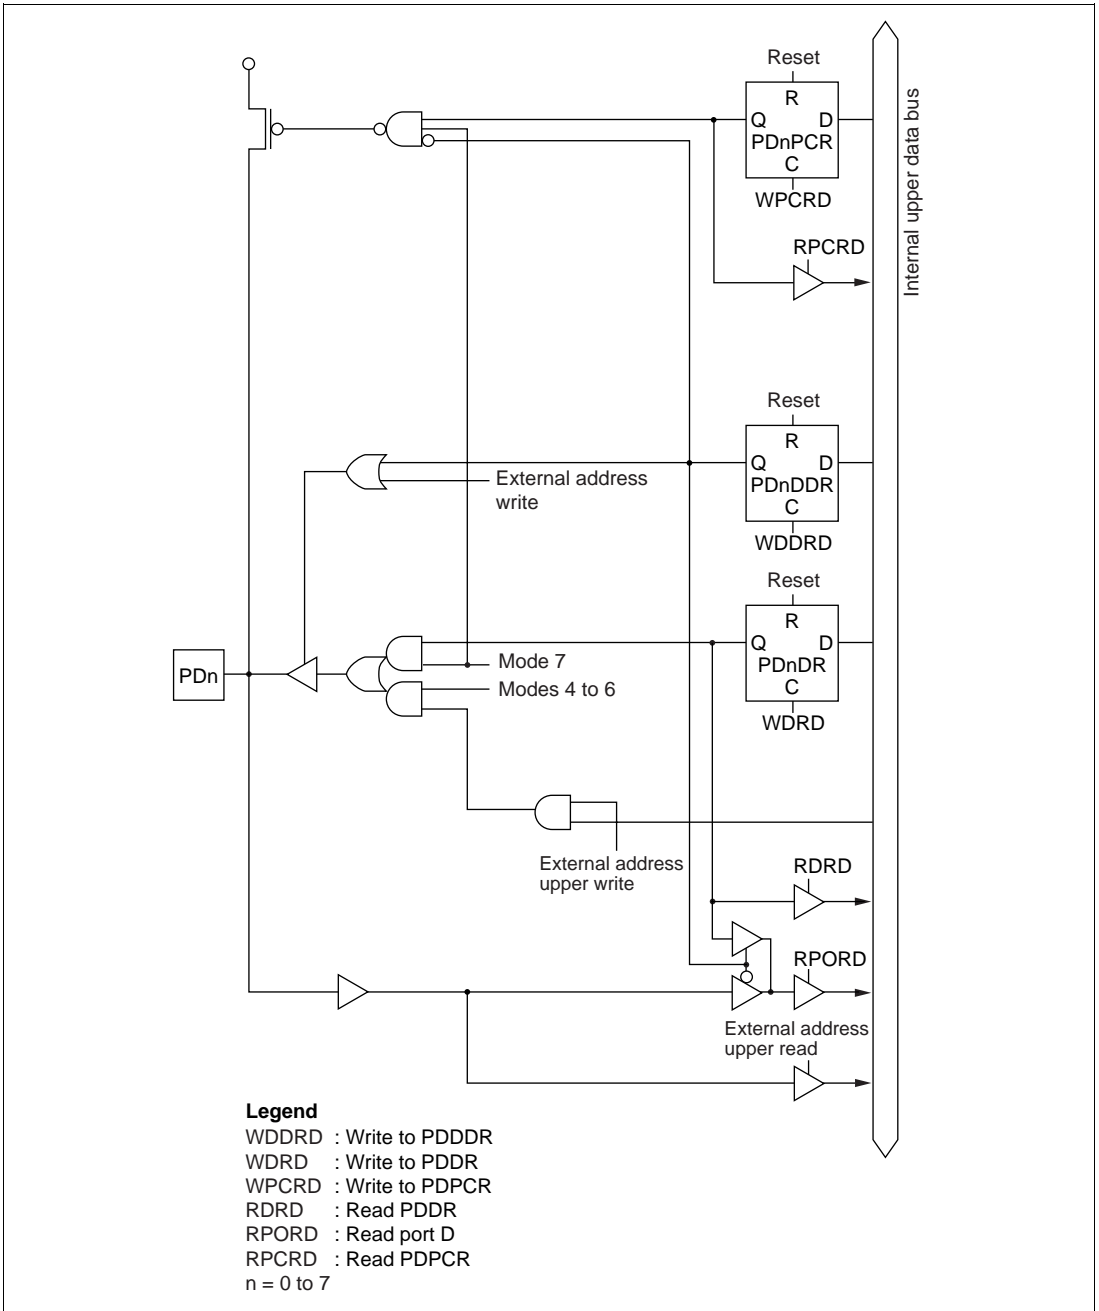 Reset
R
Q D
PDnPCR
C
WPCRD
Internal upper data bus
RPCRD
Reset
R
Q D
PDnDDR
C
WDDRD
External address
write
Reset
R
Q D
PDnDR
C
WDRD
PDn
Mode 7
Modes 4 to 6
External address
upper write
RDRD
RPORD
External address
upper read
Legend
WDDRD : Write to PDDDR
WDRD : Write to PDDR
WPCRD : Write to PDPCR
RDRD : Read PDDR
RPORD : Read port D
RPCRD : Read PDPCR
n = 0 to 7